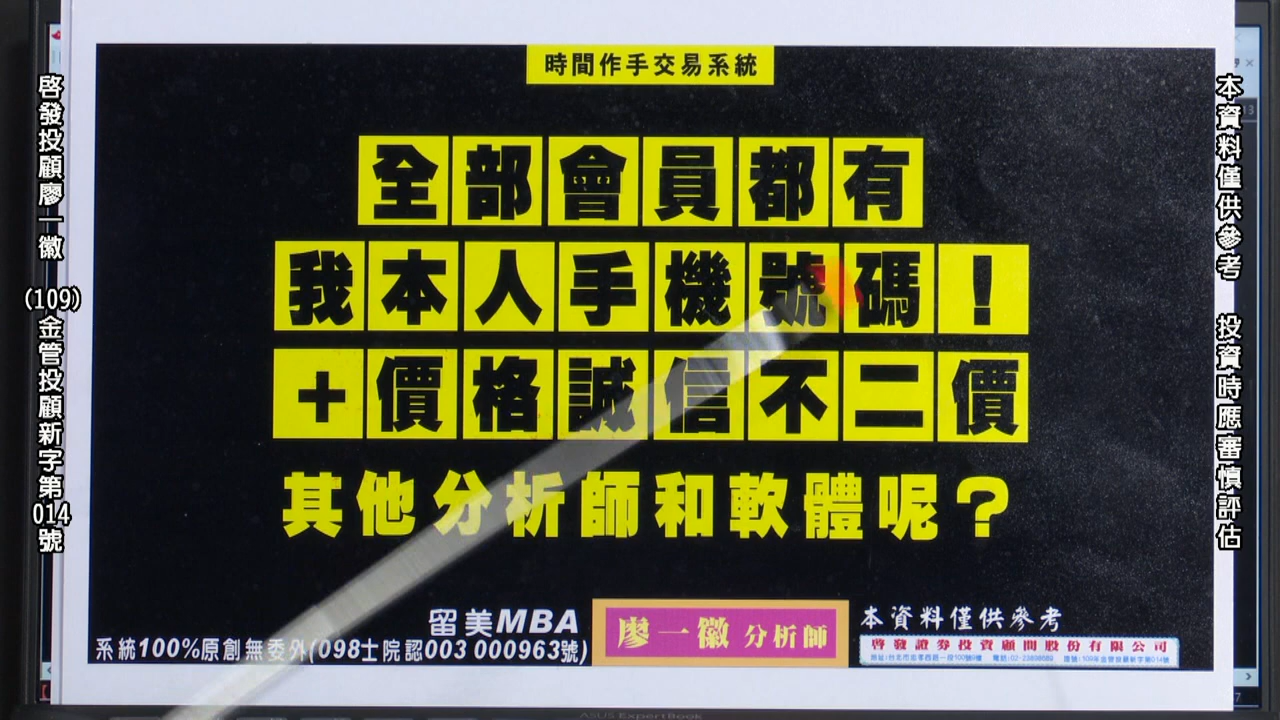 時間作手交易系統
全部會員都有
我本人手機號碼！
＋價格誠信不二價
其他分析師和軟體呢？
留美MBA
系統100%原創無委外(098士院認003 000963號)
廖一徽 分析師
本資料僅供參考
啓發證券投資顧問股份有限公司
啓發投顧廖一徽(109)金管投顧新字第014號
本資料僅供參考 投資時應審慎評估
ASUS ExpertBook